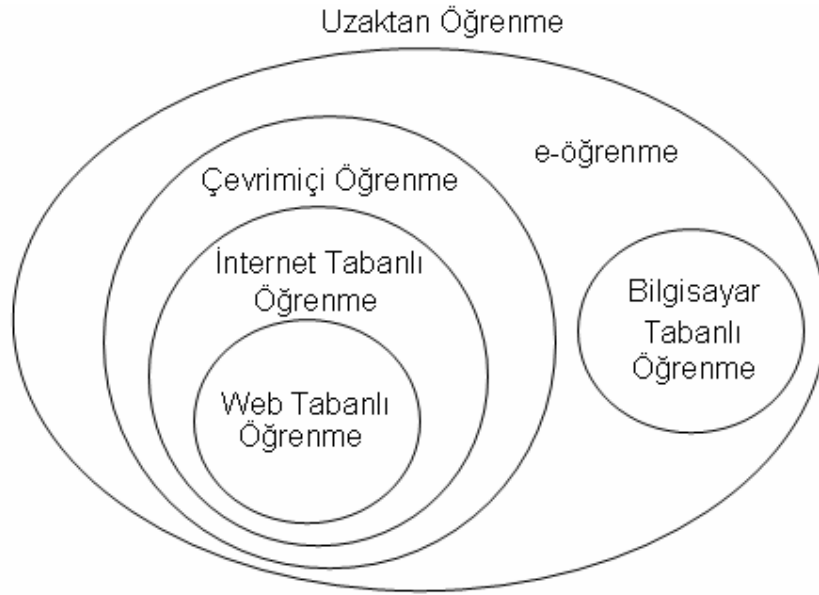 Uzaktan Öğrenme
e-öğrenme
Çevrimiçi Öğrenme
İnternet Tabanlı
Öğrenme
Web Tabanlı
Öğrenme
Bilgisayar
Tabanlı
Öğrenme